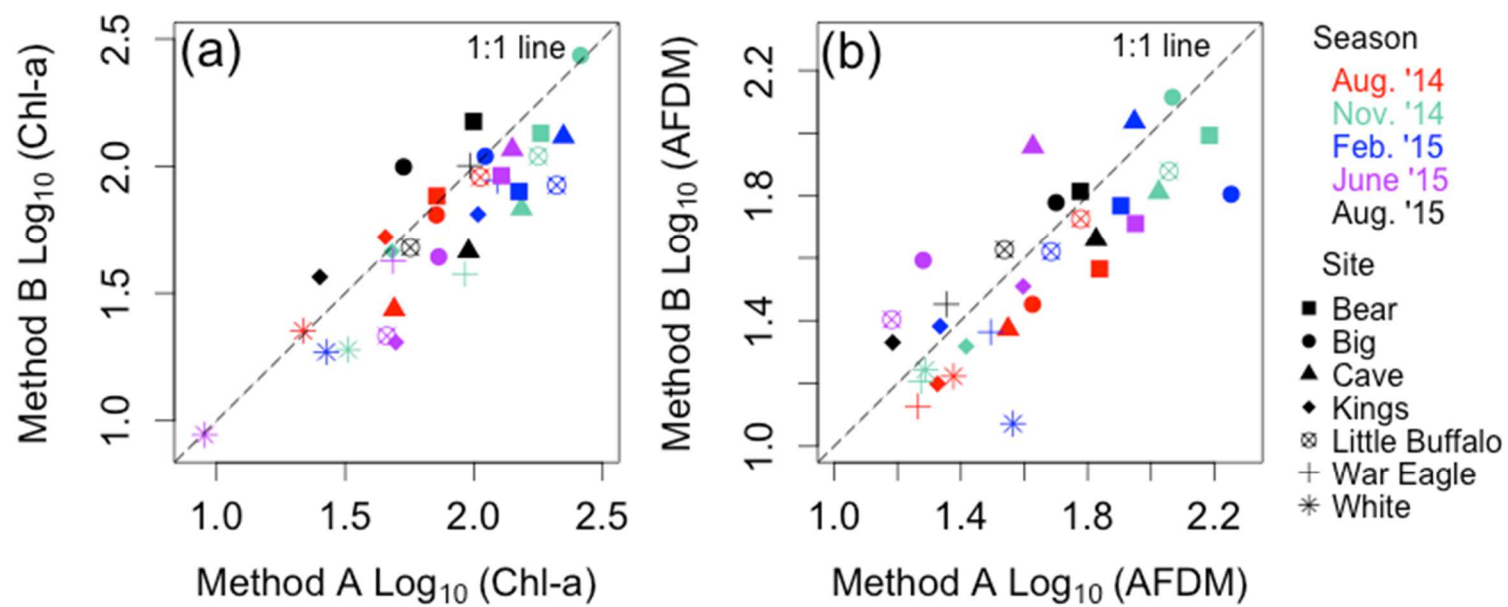 (a)
1:1 line
Method B Log10 (Chl-a)
2.5
2.0
1.5
1.0
1.0 1.5 2.0 2.5
Method A Log10 (Chl-a)
(b)
1:1 line
Method B Log10 (AFDM)
2.2
1.8
1.4
1.0
1.0 1.4 1.8 2.2
Method A Log10 (AFDM)
Season
Aug. '14
Nov. '14
Feb. '15
June '15
Aug. '15
Site
Bear
Big
Cave
Kings
Little Buffalo
War Eagle
White